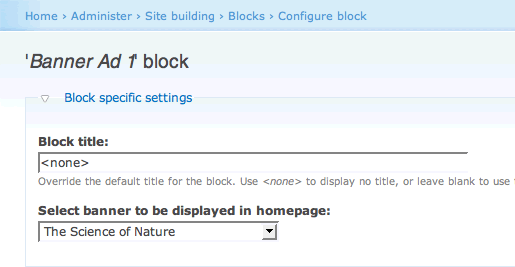 Home › Administer › Site building › Blocks › Configure block
'Banner Ad 1' block
Block specific settings
Block title:
<none>
Override the default title for the block. Use <none> to display no title, or leave blank to use
Select banner to be displayed in homepage:
The Science of Nature